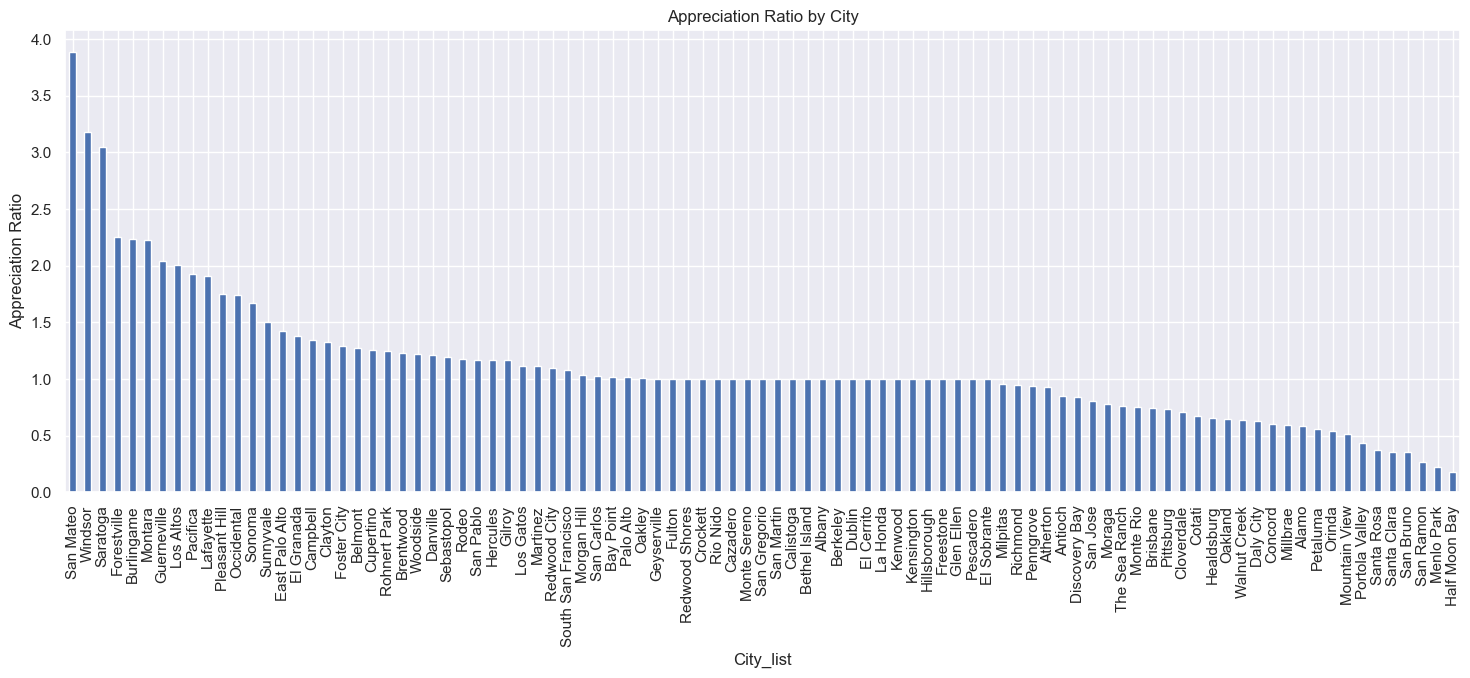 Appreciation Ratio by City
Appreciation Ratio
4.0
3.5
3.0
2.5
2.0
1.5
1.0
0.5
0.0
San Mateo
Windsor
Saratoga
Forestville
Burlingame
Montara
Guerneville
Los Altos
Pacifica
Lafayette
Pleasant Hill
Occidental
Sonoma
Sunnyvale
East Palo Alto
El Granada
Campbell
Clayton
Foster City
Belmont
Cupertino
Rohnert Park
Brentwood
Woodside
Danville
Sebastopol
Rodeo
San Pablo
Hercules
Gilroy
Los Gatos
Martinez
Redwood City
South San Francisco
Morgan Hill
San Carlos
Bay Point
Palo Alto
Oakley
Geyserville
Fulton
Redwood Shores
Crockett
Rio Nido
Cazadero
Monte Sereno
San Gregorio
San Martin
Calistoga
Bethel Island
Albany
Berkeley
Dublin
El Cerrito
La Honda
Kenwood
Kensington
Hillsborough
Freestone
Glen Ellen
Pescadero
El Sobrante
Milpitas
Richmond
Penngrove
Atherton
Antioch
Discovery Bay
San Jose
Moraga
The Sea Ranch
Monte Rio
Brisbane
Pittsburg
Cloverdale
Cotati
Healdsburg
Oakland
Walnut Creek
Daly City
Concord
Millbrae
Alamo
Petaluma
Orinda
Mountain View
Portola Valley
Santa Rosa
Santa Clara
San Bruno
San Ramon
Menlo Park
Half Moon Bay
City_list